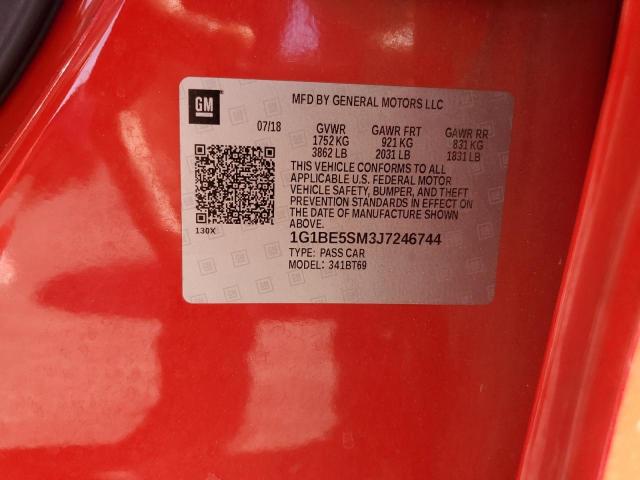 GM
MFD BY GENERAL MOTORS LLC
07/18 GVWR GAWR FRT GAWR RR
1752 KG 921 KG 831 KG
3862 LB 2031 LB 1831 LB
THIS VEHICLE CONFORMS TO ALL
APPLICABLE U.S. FEDERAL MOTOR
VEHICLE SAFETY, BUMPER, AND THEFT
PREVENTION STANDARDS IN EFFECT ON
THE DATE OF MANUFACTURE SHOWN
ABOVE.
130X
1G1BE5SM3J7246744
TYPE: PASS CAR
MODEL: 341BT69